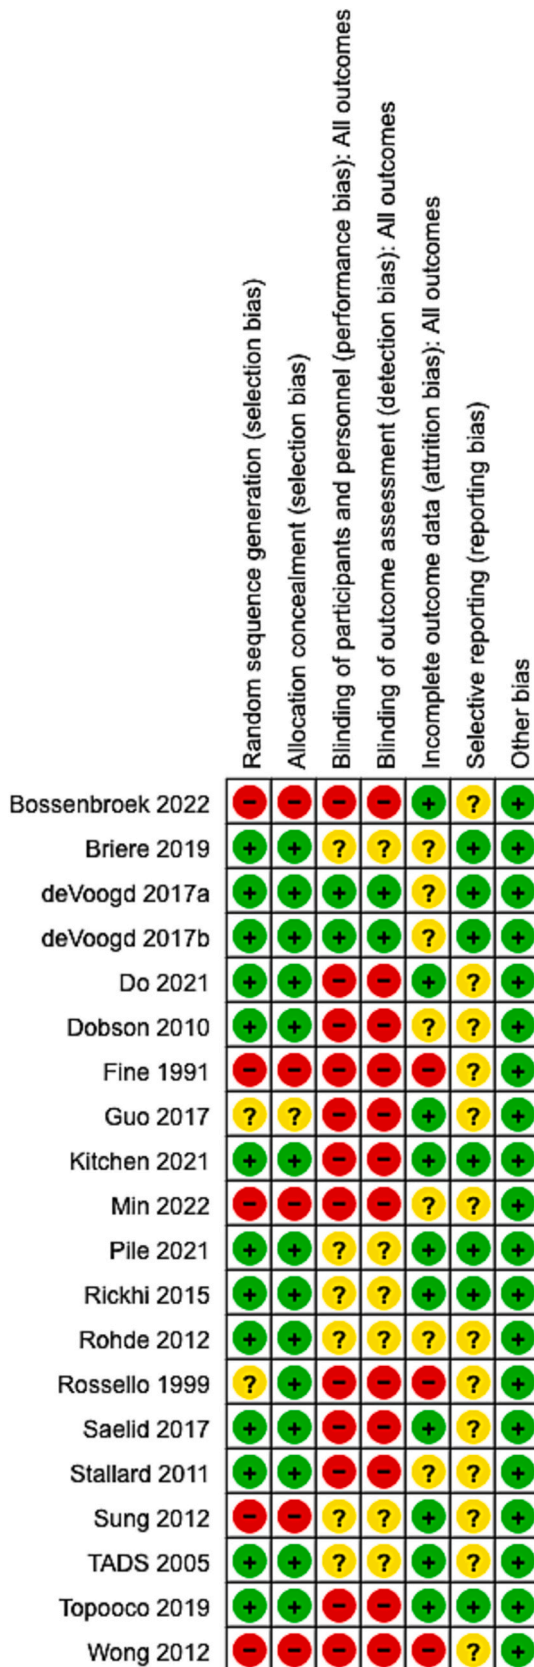 Random sequence generation (selection bias)
Allocation concealment (selection bias)
Blinding of participants and personnel (performance bias): All outcomes
Blinding of outcome assessment (detection bias): All outcomes
Incomplete outcome data (attrition bias): All outcomes
Selective reporting (reporting bias)
Other bias
Bossenbroek 2022 - - - - + ? +
Briere 2019 + + ? ? ? + +
deVoogd 2017a + + + + ? + +
deVoogd 2017b + + + + ? + +
Do 2021 + + - - + ? +
Dobson 2010 + + - - ? ? +
Fine 1991 - - - - - ? +
Guo 2017 ? ? - - + ? +
Kitchen 2021 + + - - + + +
Min 2022 - - - - ? ? +
Pile 2021 + + ? ? + + +
Rickhi 2015 + + ? ? + + +
Rohde 2012 + + ? ? ? ? +
Rossello 1999 ? + - - - ? +
Saelid 2017 + + - - + ? +
Stallard 2011 + + - - ? ? +
Sung 2012 - - ? ? + ? +
TADS 2005 + + ? ? + ? +
Topooco 2019 + + - - + + +
Wong 2012 - - - - - ? +